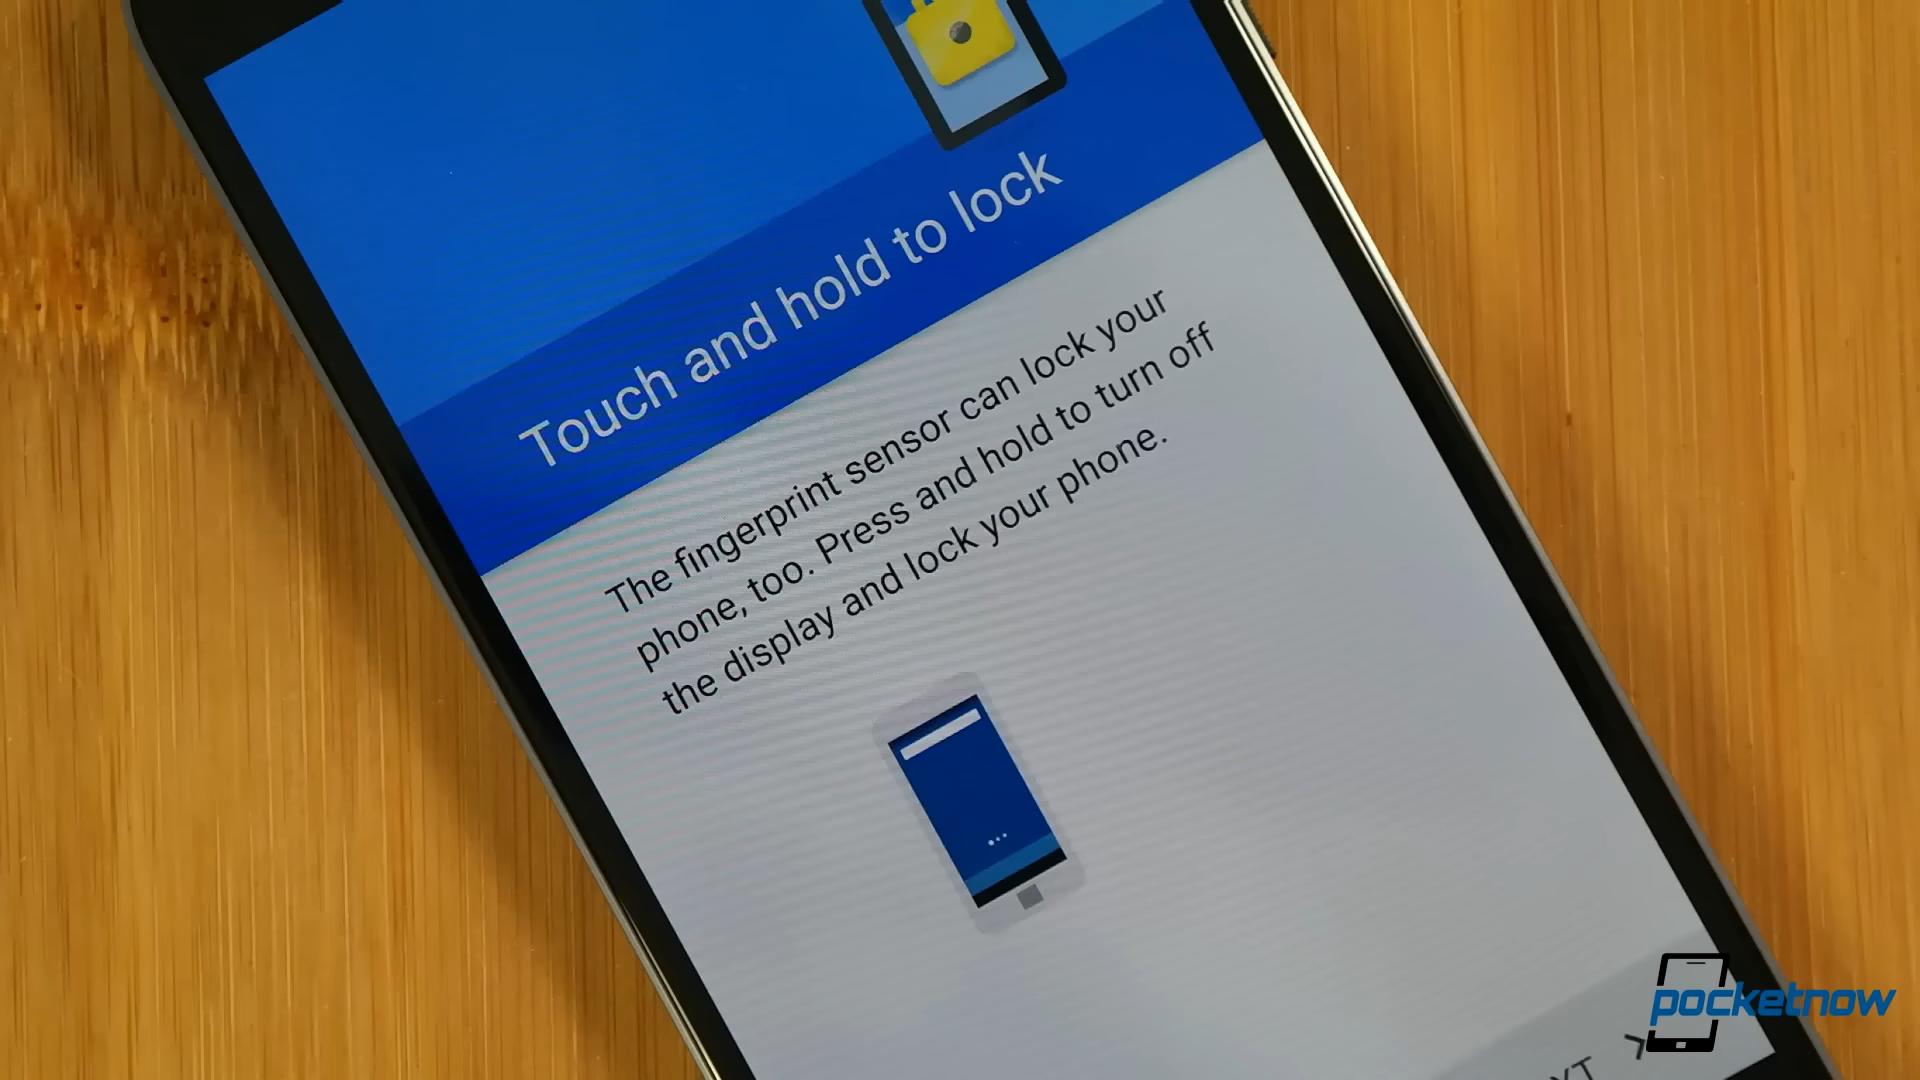 Touch and hold to lock
The fingerprint sensor can lock your
phone, too. Press and hold to turn off
the display and lock your phone.
pocketnow